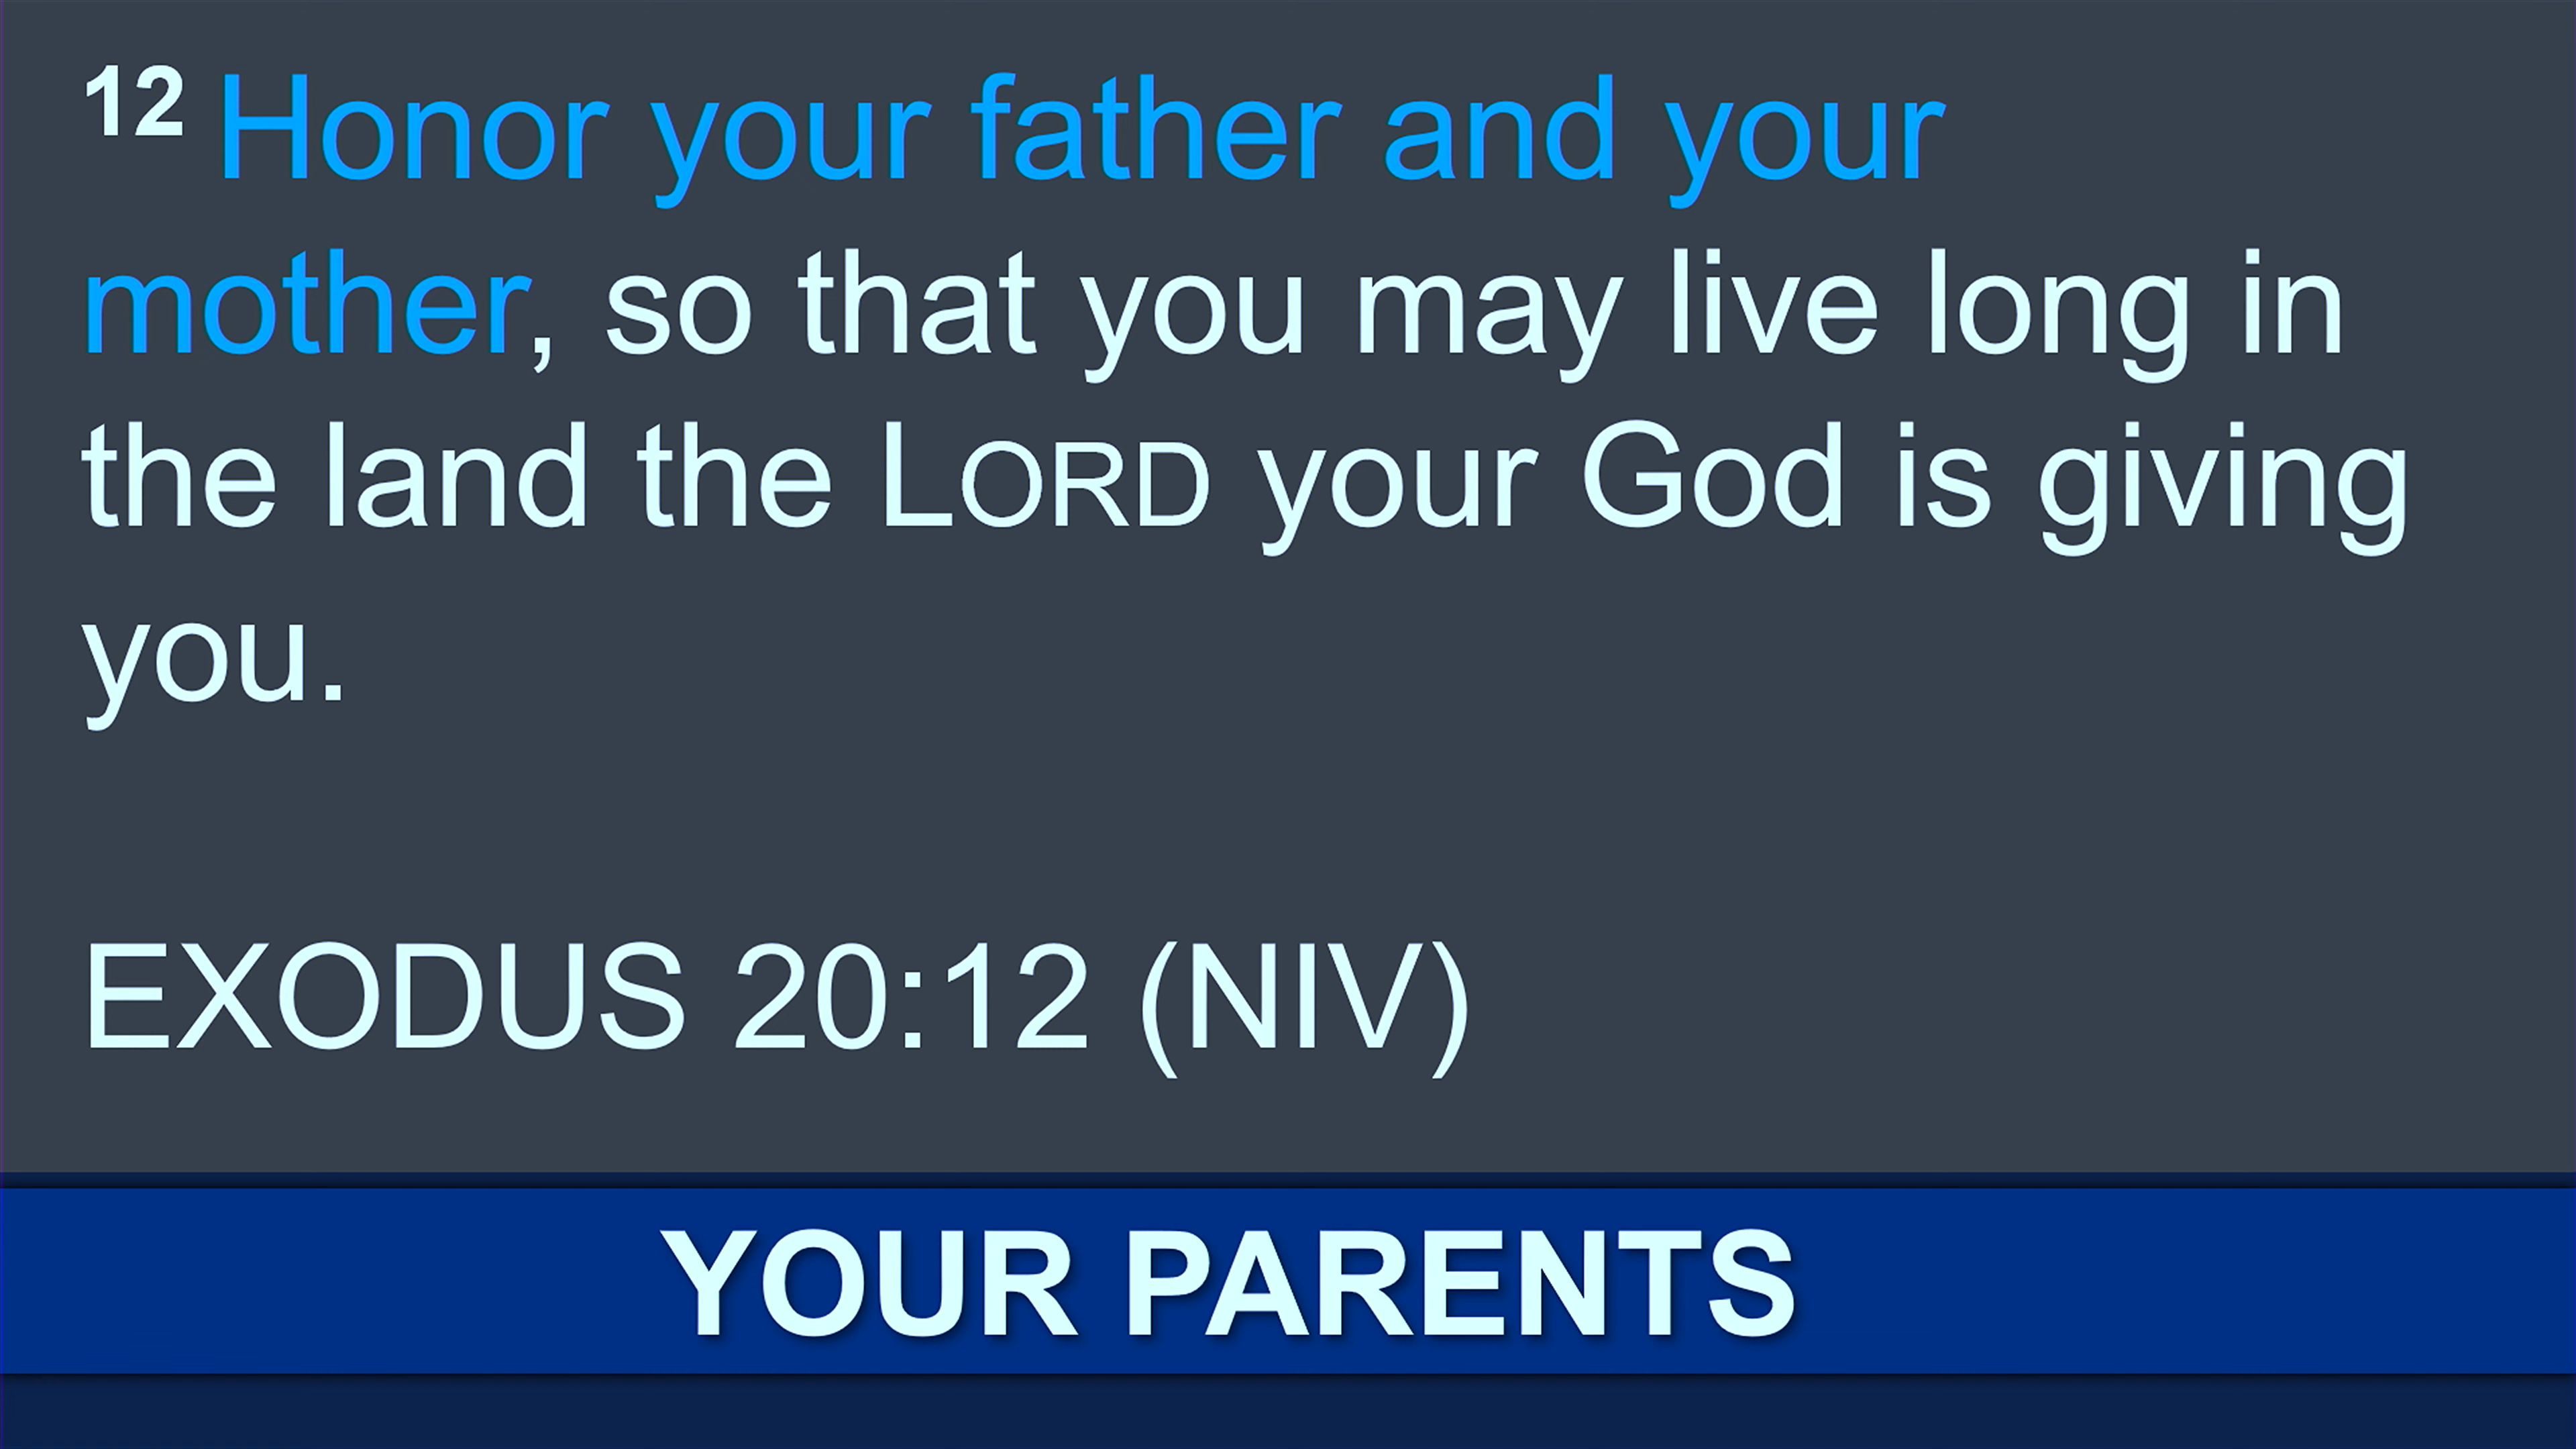 12 Honor your father and your
mother, so that you may live long in
the land the LORD your God is giving
you.
EXODUS 20:12 (NIV)
YOUR PARENTS